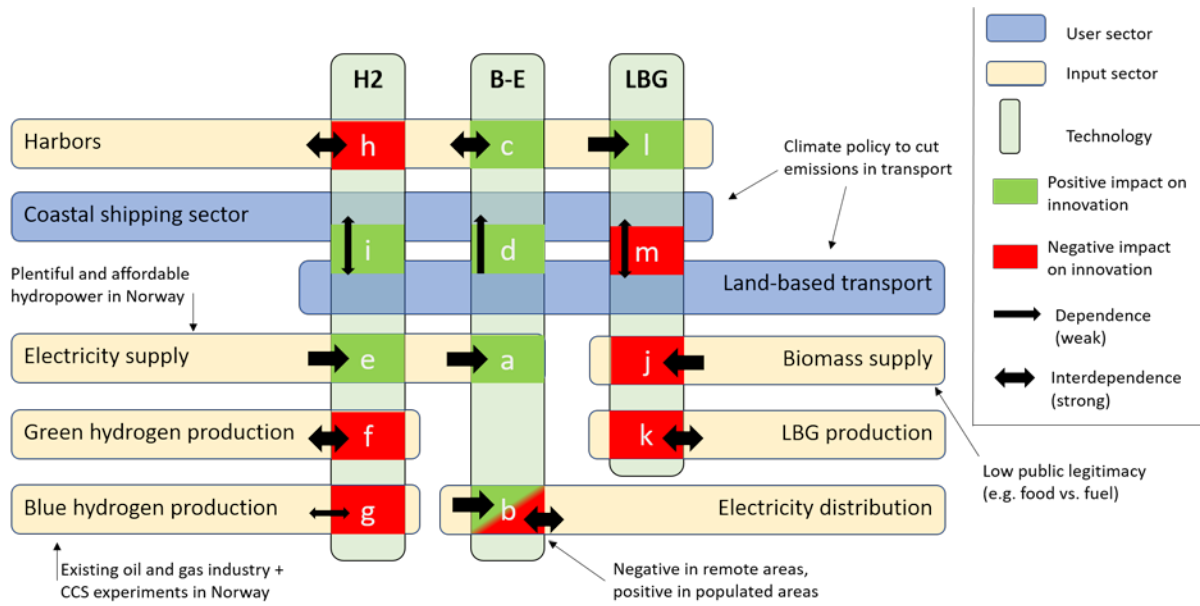 H2
B-E
LBG
Harbors
h
c
l
Climate policy to cut
emissions in transport
Coastal shipping sector
i
d
m
Plentiful and affordable
hydropower in Norway
Land-based transport
Electricity supply
e
a
j
Biomass supply
Green hydrogen production
f
k
LBG production
Low public legitimacy
(e.g. food vs. fuel)
Blue hydrogen production
g
b
Electricity distribution
Existing oil and gas industry +
CCS experiments in Norway
Negative in remote areas,
positive in populated areas
User sector
Input sector
Technology
Positive impact on
innovation
Negative impact
on innovation
Dependence
(weak)
Interdependence
(strong)